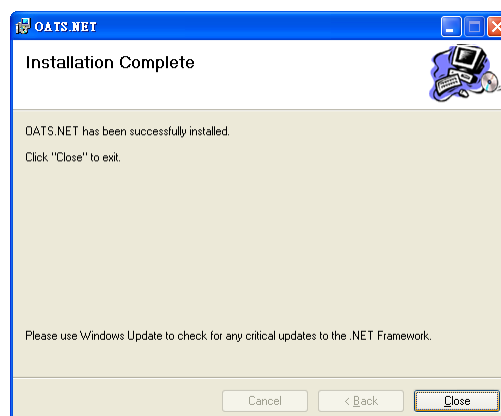 OATS.NET
Installation Complete
OATS.NET has been successfully installed.
Click "Close" to exit.
Please use Windows Update to check for any critical updates to the .NET Framework.
Cancel
< Back
Close